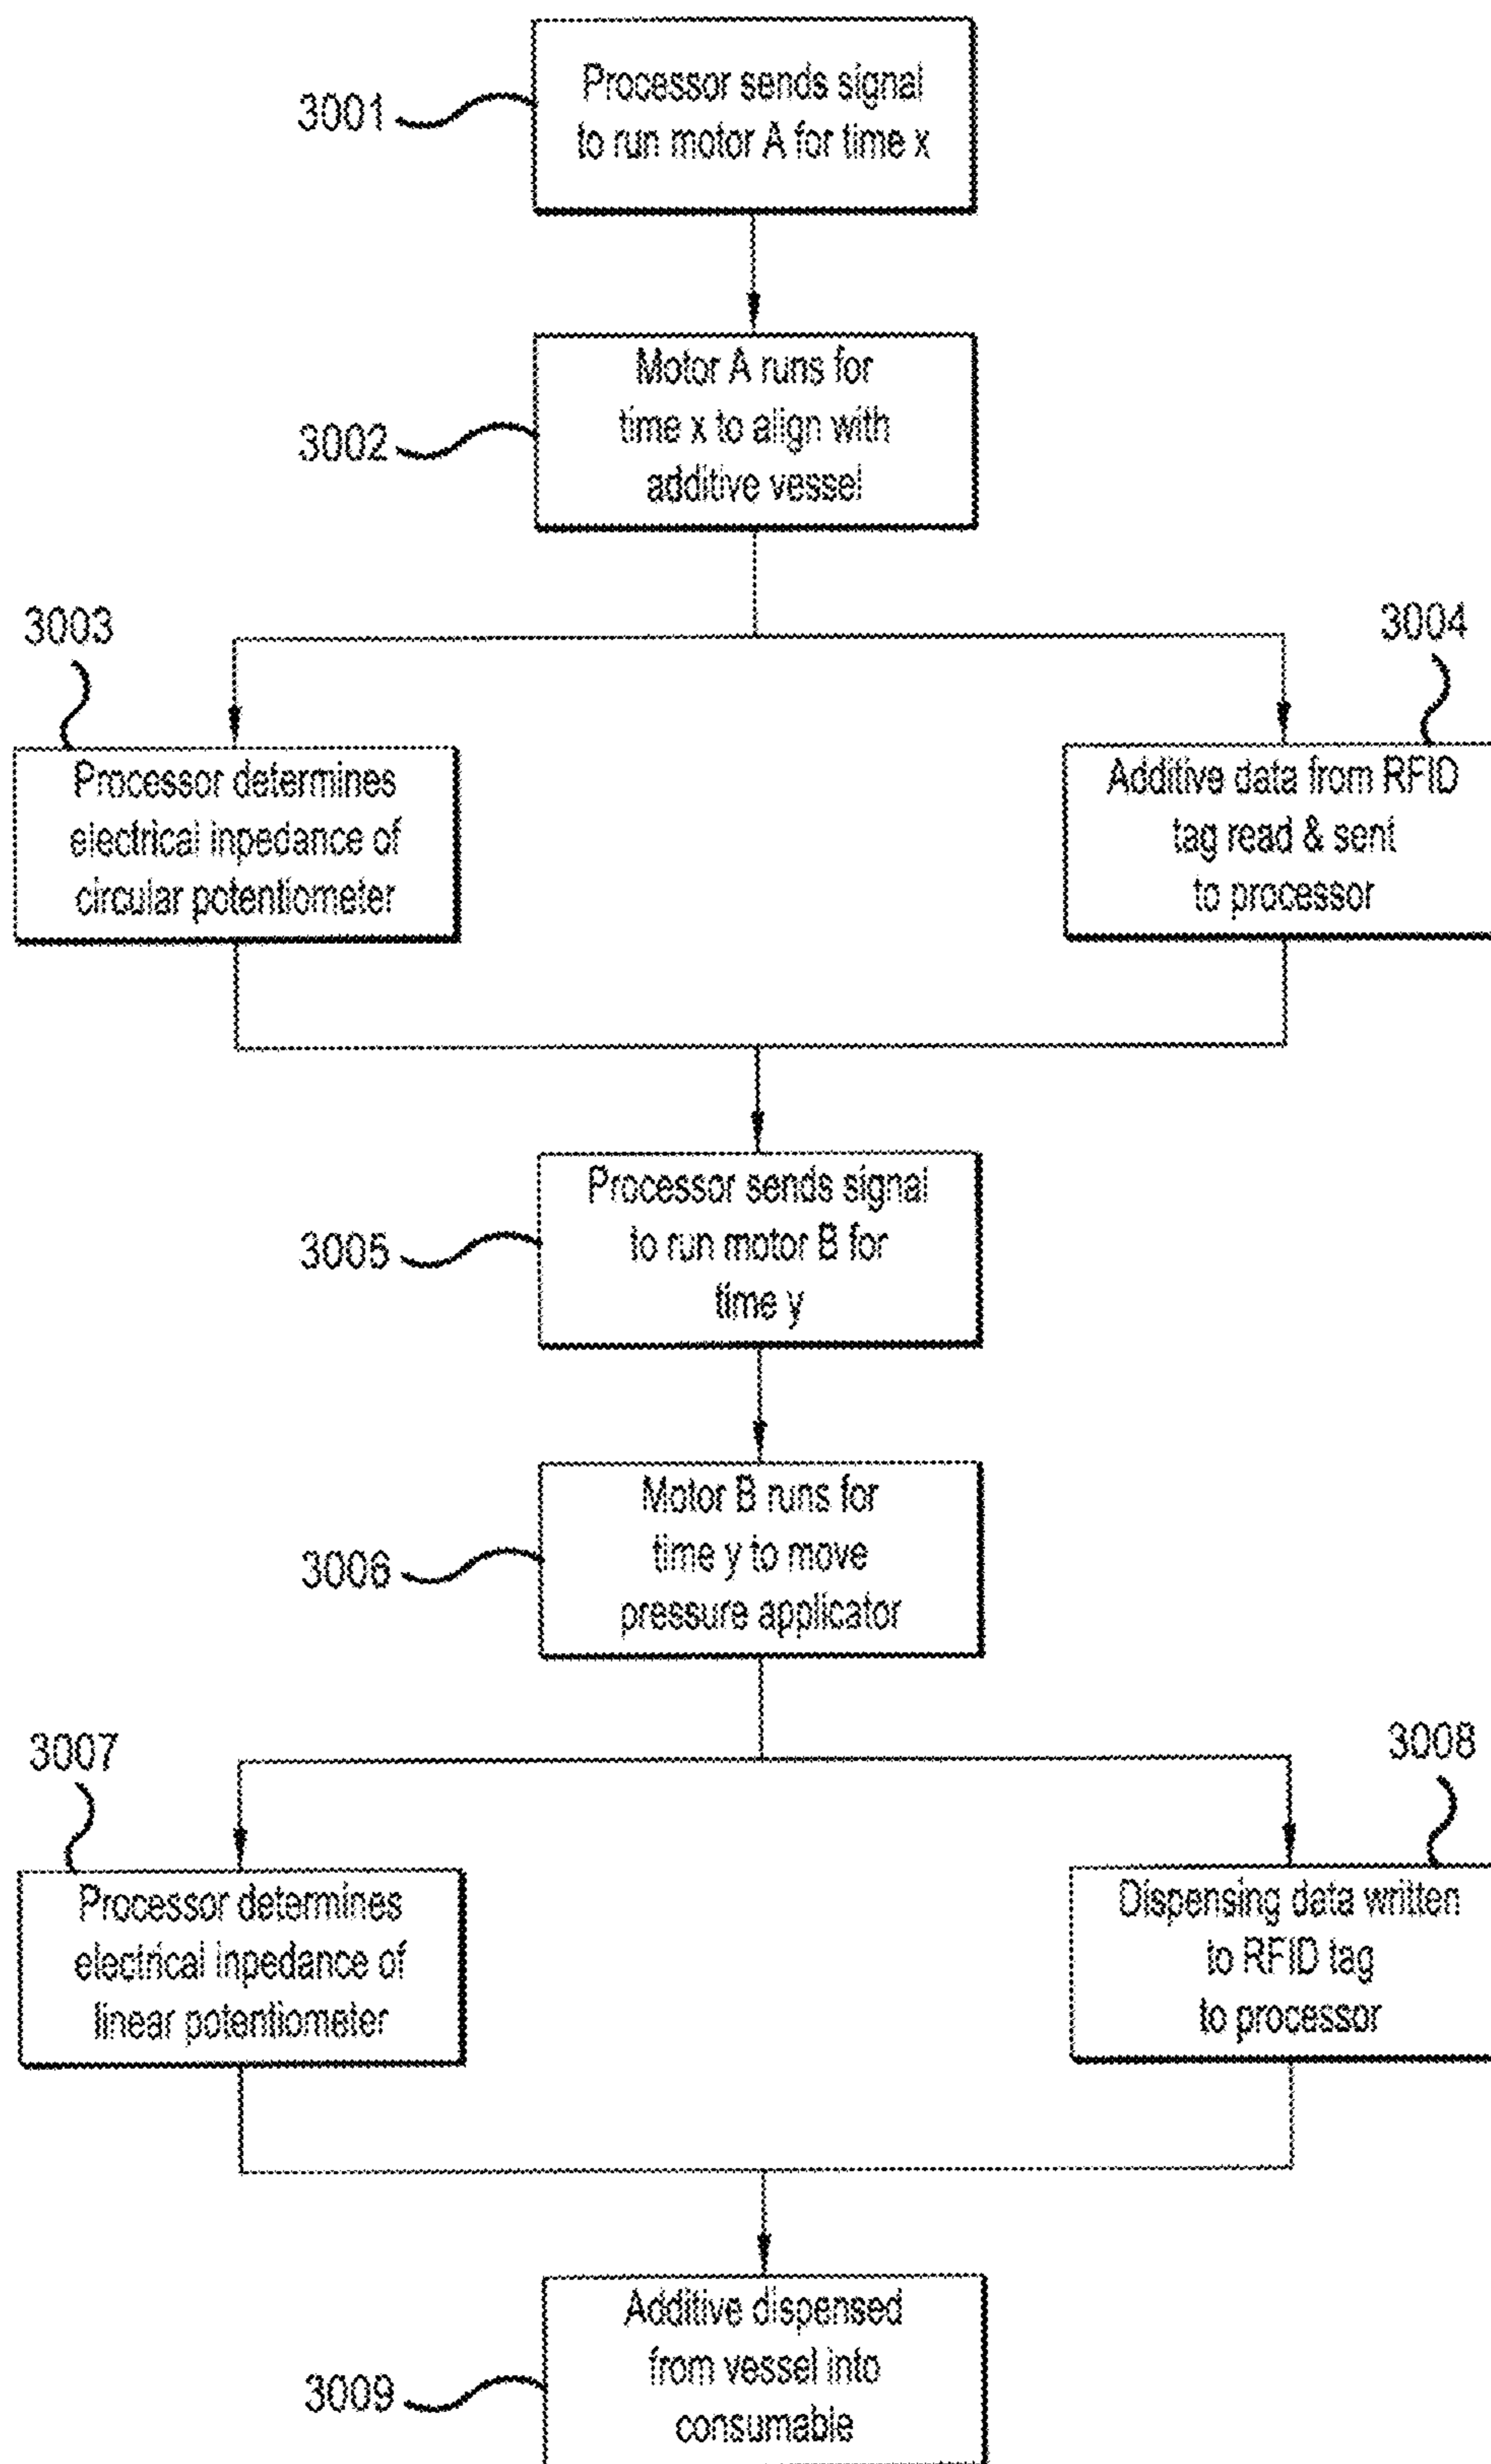 3001
Processor sends signal
to run motor A for time x
3002
Motor A runs for
time x to align with
additive vessel
3003
Processor determines
electrical inpedance of
circular potentiometer
3004
Additive data from RFID
tag read & sent
to processor
3005
Processor sends signal
to run motor B for
time y
3006
Motor B runs for
time y to move
pressure applicator
3007
Processor determines
electrical inpedance of
linear potentiometer
3008
Dispensing data written
to RFID tag
to processor
3009
Additive dispensed
from vessel into
consumable